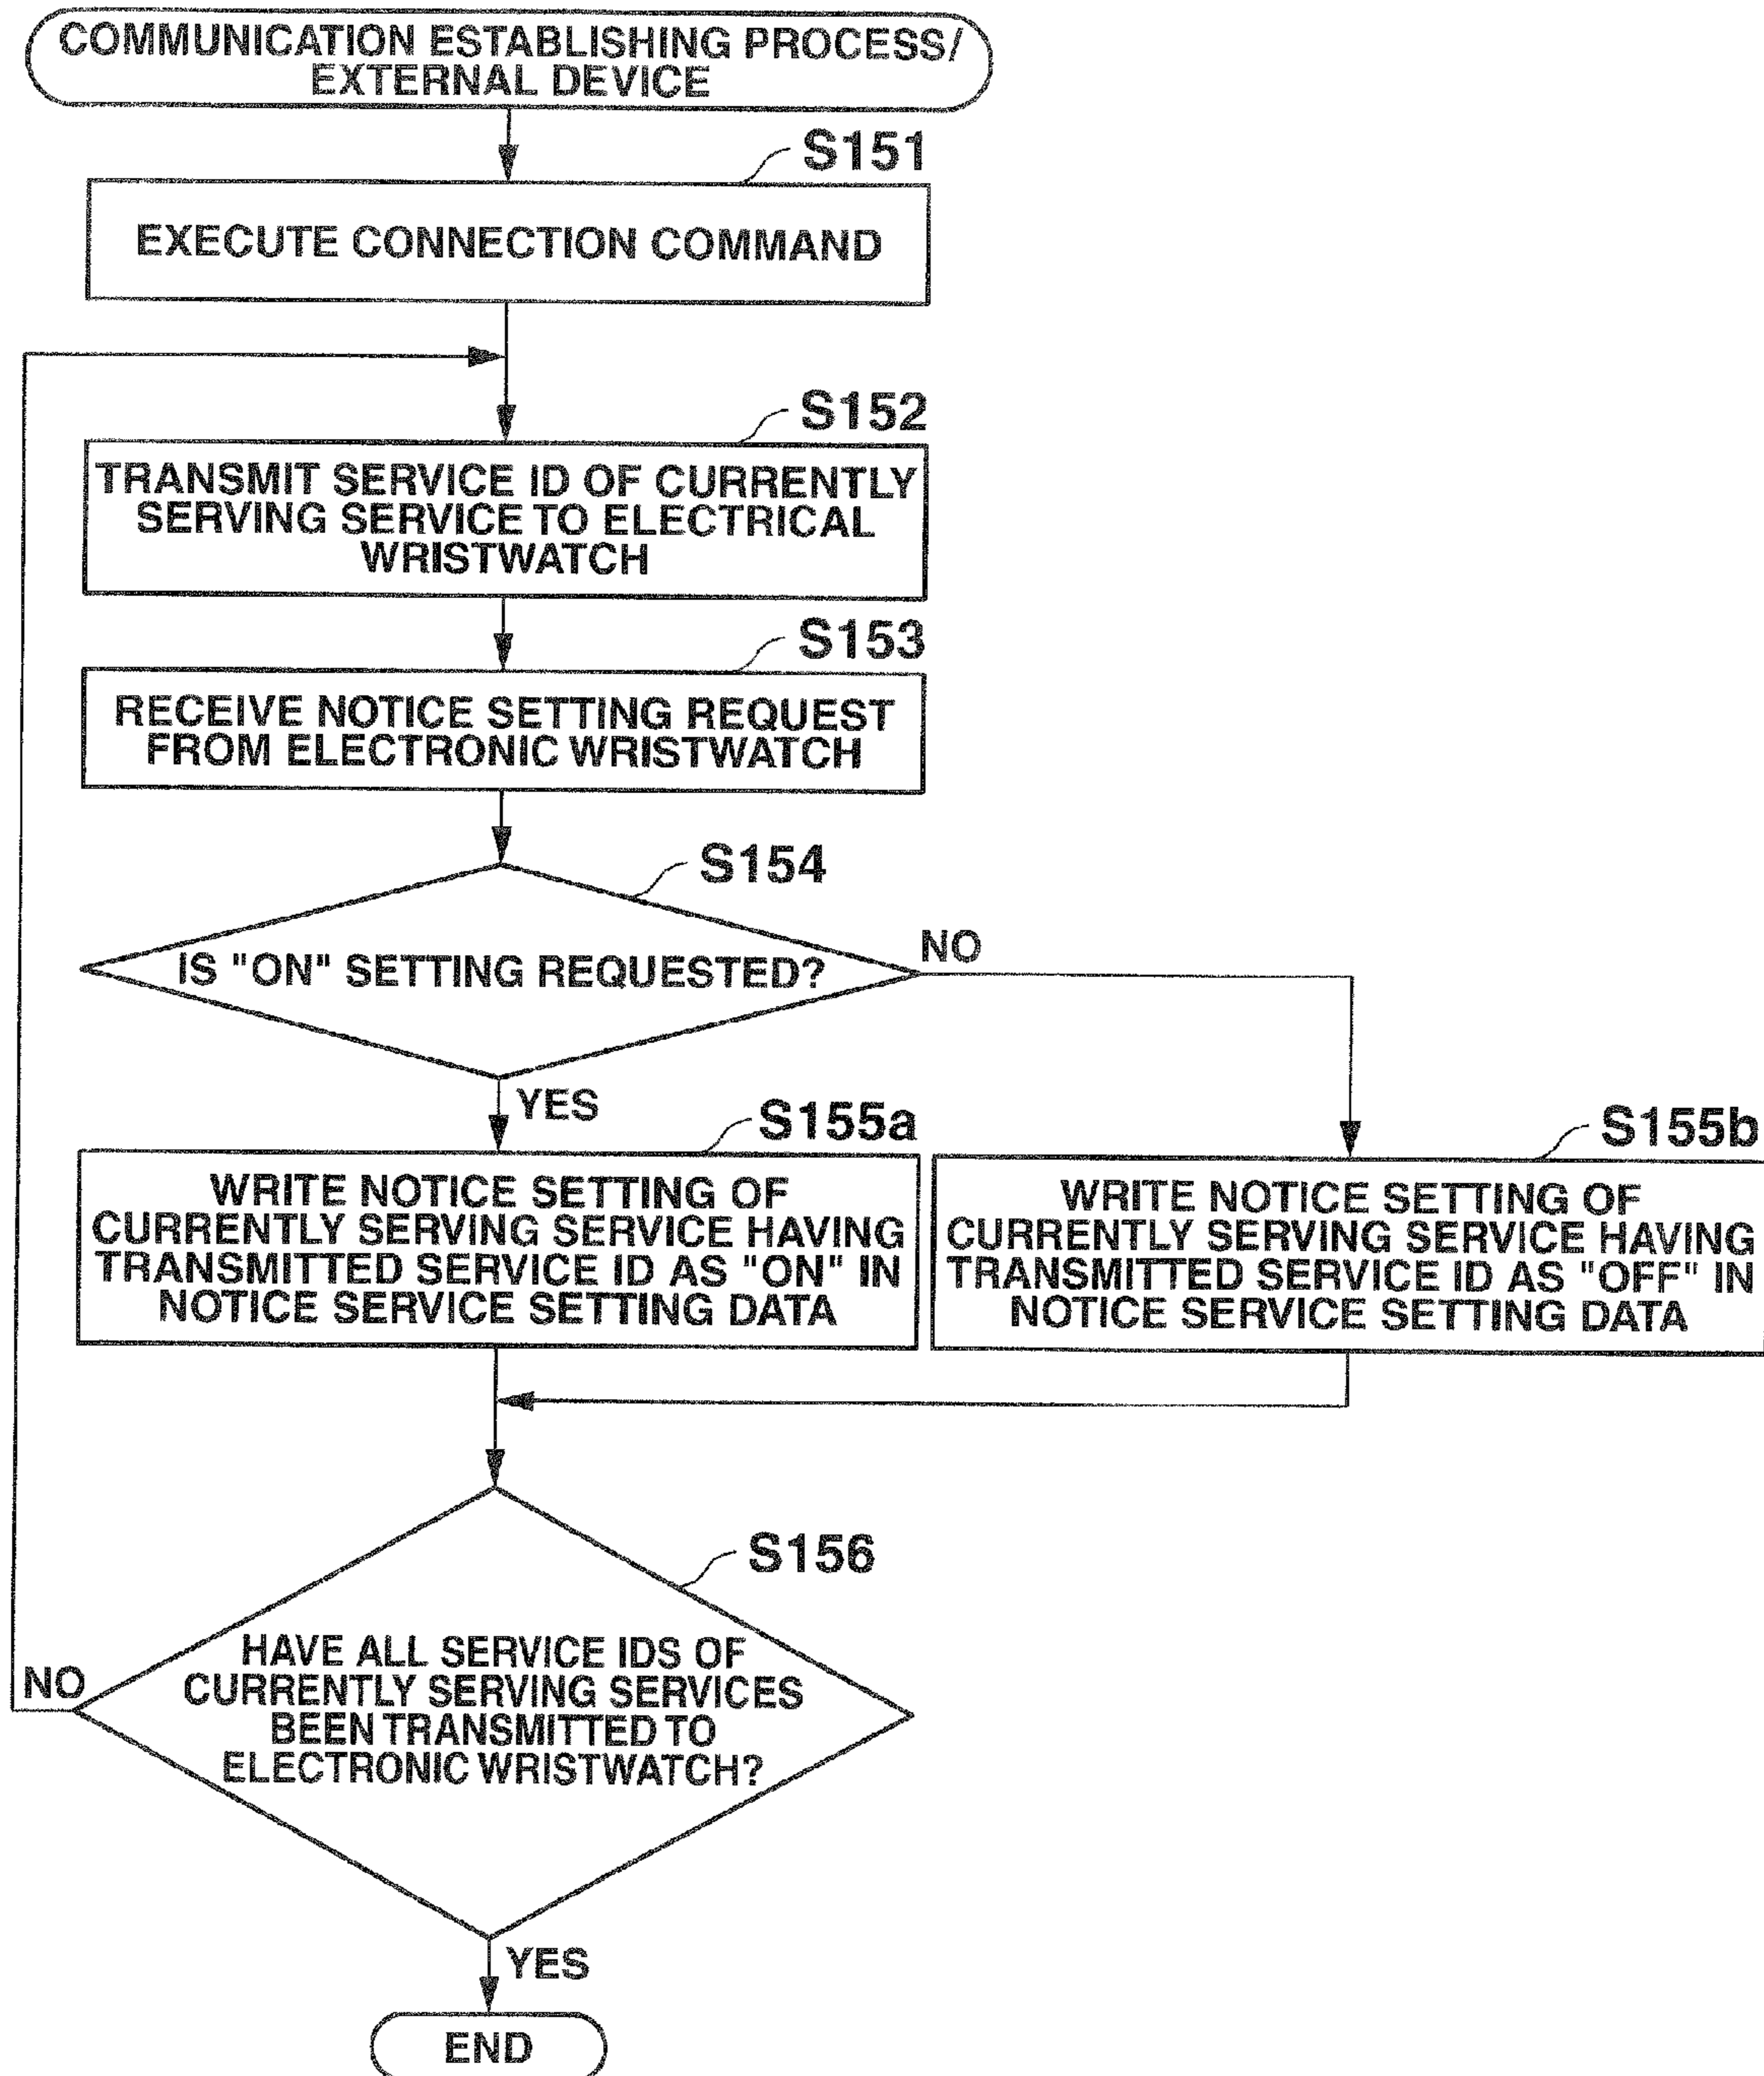 COMMUNICATION ESTABLISHING PROCESS/
EXTERNAL DEVICE
S151
EXECUTE CONNECTION COMMAND
S152
TRANSMIT SERVICE ID OF CURRENTLY
SERVING SERVICE TO ELECTRICAL
WRISTWATCH
S153
RECEIVE NOTICE SETTING REQUEST
FROM ELECTRONIC WRISTWATCH
S154
IS "ON" SETTING REQUESTED?
NO
YES
S155a
WRITE NOTICE SETTING OF
CURRENTLY SERVING SERVICE HAVING
TRANSMITTED SERVICE ID AS "ON" IN
NOTICE SERVICE SETTING DATA
S155b
WRITE NOTICE SETTING OF
CURRENTLY SERVING SERVICE HAVING
TRANSMITTED SERVICE ID AS "OFF" IN
NOTICE SERVICE SETTING DATA
S156
HAVE ALL SERVICE IDS OF
CURRENTLY SERVING SERVICES
BEEN TRANSMITTED TO
ELECTRONIC WRISTWATCH?
NO
YES
END